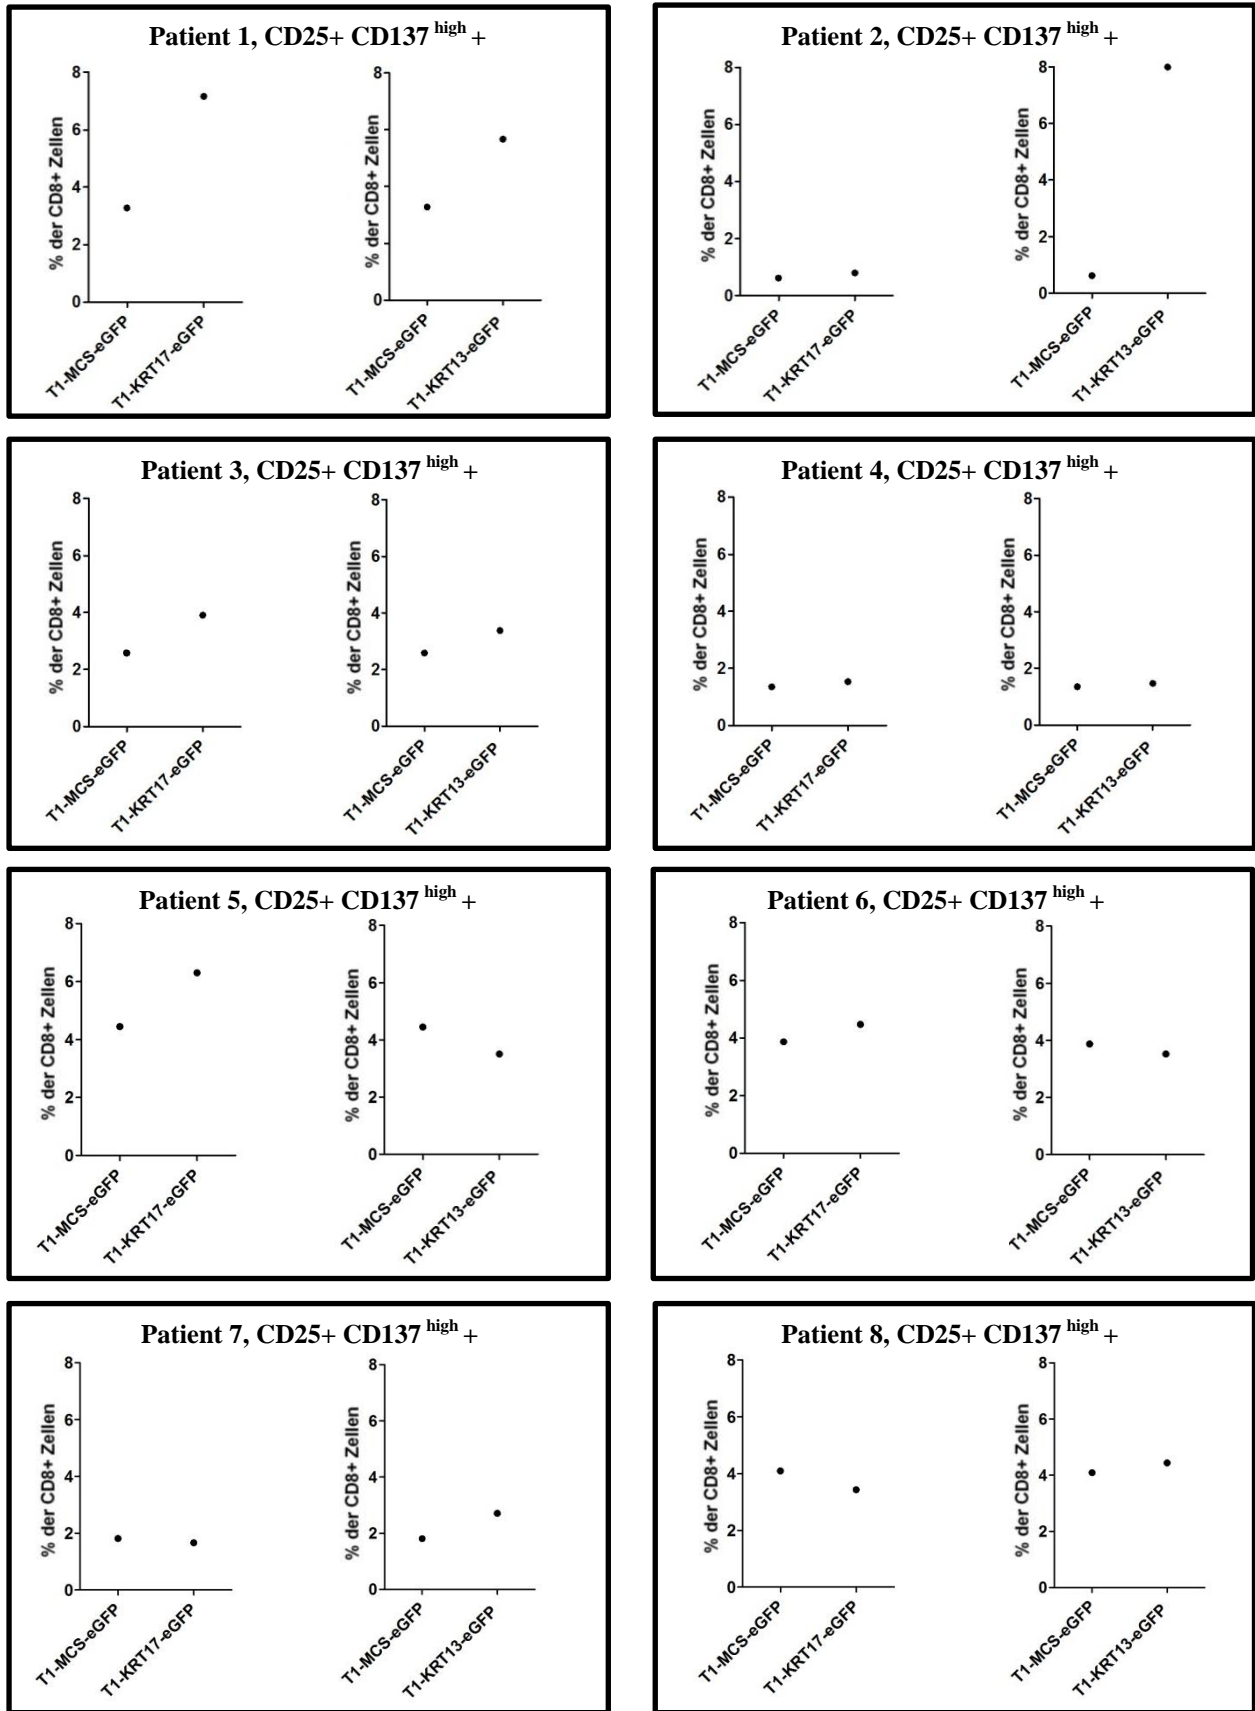 Patient 1, CD25+ CD137 high +
% der CD8+ Zellen
8
6
4
2
0
T1-MCS-eGFP
T1-KRT17-eGFP
% der CD8+ Zellen
8
6
4
2
0
T1-MCS-eGFP
T1-KRT13-eGFP
Patient 2, CD25+ CD137 high +
% der CD8+ Zellen
8
6
4
2
0
T1-MCS-eGFP
T1-KRT17-eGFP
% der CD8+ Zellen
8
6
4
2
0
T1-MCS-eGFP
T1-KRT13-eGFP
Patient 3, CD25+ CD137 high +
% der CD8+ Zellen
8
6
4
2
0
T1-MCS-eGFP
T1-KRT17-eGFP
% der CD8+ Zellen
8
6
4
2
0
T1-MCS-eGFP
T1-KRT13-eGFP
Patient 4, CD25+ CD137 high +
% der CD8+ Zellen
8
6
4
2
0
T1-MCS-eGFP
T1-KRT17-eGFP
% der CD8+ Zellen
8
6
4
2
0
T1-MCS-eGFP
T1-KRT13-eGFP
Patient 5, CD25+ CD137 high +
% der CD8+ Zellen
8
6
4
2
0
T1-MCS-eGFP
T1-KRT17-eGFP
% der CD8+ Zellen
8
6
4
2
0
T1-MCS-eGFP
T1-KRT13-eGFP
Patient 6, CD25+ CD137 high +
% der CD8+ Zellen
8
6
4
2
0
T1-MCS-eGFP
T1-KRT17-eGFP
% der CD8+ Zellen
8
6
4
2
0
T1-MCS-eGFP
T1-KRT13-eGFP
Patient 7, CD25+ CD137 high +
% der CD8+ Zellen
8
6
4
2
0
T1-MCS-eGFP
T1-KRT17-eGFP
% der CD8+ Zellen
8
6
4
2
0
T1-MCS-eGFP
T1-KRT13-eGFP
Patient 8, CD25+ CD137 high +
% der CD8+ Zellen
8
6
4
2
0
T1-MCS-eGFP
T1-KRT17-eGFP
% der CD8+ Zellen
8
6
4
2
0
T1-MCS-eGFP
T1-KRT13-eGFP